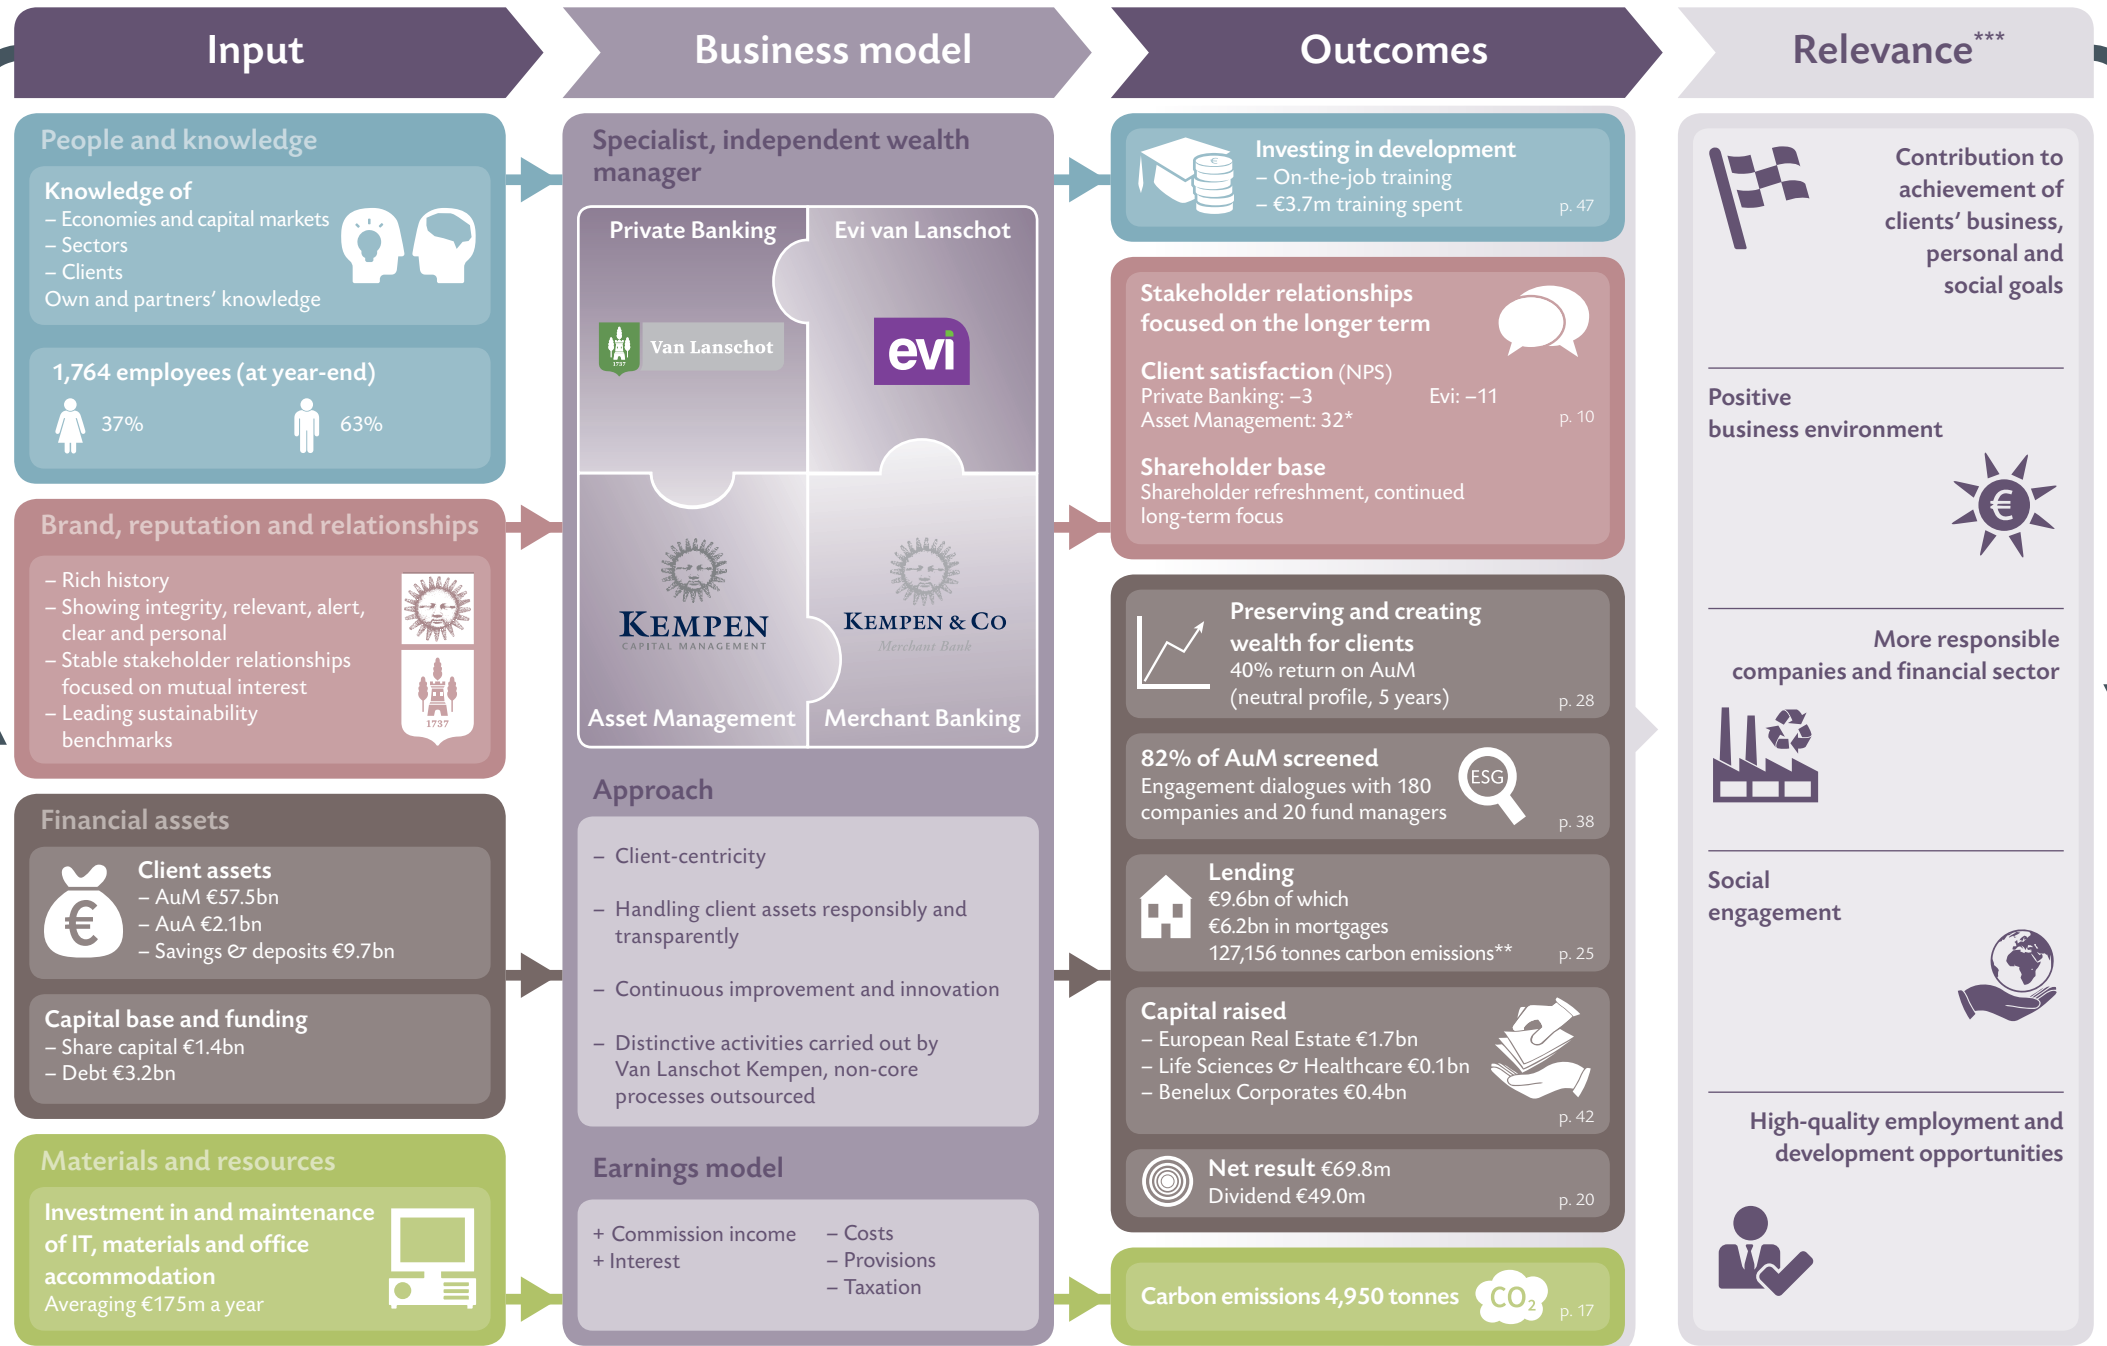 Input
Business model
Outcomes
Relevance***
People and knowledge
Knowledge of
– Economies and capital markets
– Sectors
– Clients
Own and partners’ knowledge
1,764 employees (at year-end)
37%
63%
Brand, reputation and relationships
– Rich history
– Showing integrity, relevant, alert,
clear and personal
– Stable stakeholder relationships
focused on mutual interest
– Leading sustainability
benchmarks
1737
Financial assets
€
Client assets
– AuM €57.5bn
– AuA €2.1bn
– Savings & deposits €9.7bn
Capital base and funding
– Share capital €1.4bn
– Debt €3.2bn
Materials and resources
Investment in and maintenance
of IT, materials and office
accommodation
Averaging €175m a year
Specialist, independent wealth
manager
Private Banking
Evi van Lanschot
1737
Van Lanschot
evi
KEMPEN
CAPITAL MANAGEMENT
KEMPEN & CO
Merchant Bank
Asset Management
Merchant Banking
Approach
– Client-centricity
– Handling client assets responsibly and
transparently
– Continuous improvement and innovation
– Distinctive activities carried out by
Van Lanschot Kempen, non-core
processes outsourced
Earnings model
+ Commission income
+ Interest
– Costs
– Provisions
– Taxation
€
Investing in development
– On-the-job training
– €3.7m training spent
p. 47
Stakeholder relationships
focused on the longer term
Client satisfaction (NPS)
Private Banking: –3 Evi: –11
Asset Management: 32*
p. 10
Shareholder base
Shareholder refreshment, continued
long-term focus
Preserving and creating
wealth for clients
40% return on AuM
(neutral profile, 5 years)
p. 28
82% of AuM screened
Engagement dialogues with 180
companies and 20 fund managers
ESG
p. 38
Lending
€9.6bn of which
€6.2bn in mortgages
127,156 tonnes carbon emissions**
p. 25
Capital raised
– European Real Estate €1.7bn
– Life Sciences & Healthcare €0.1bn
– Benelux Corporates €0.4bn
p. 42
Net result €69.8m
Dividend €49.0m
p. 20
Carbon emissions 4,950 tonnes
CO2
p. 17
Contribution to
achievement of
clients’ business,
personal and
social goals
Positive
business environment
€
More responsible
companies and financial sector
Social
engagement
High-quality employment and
development opportunities